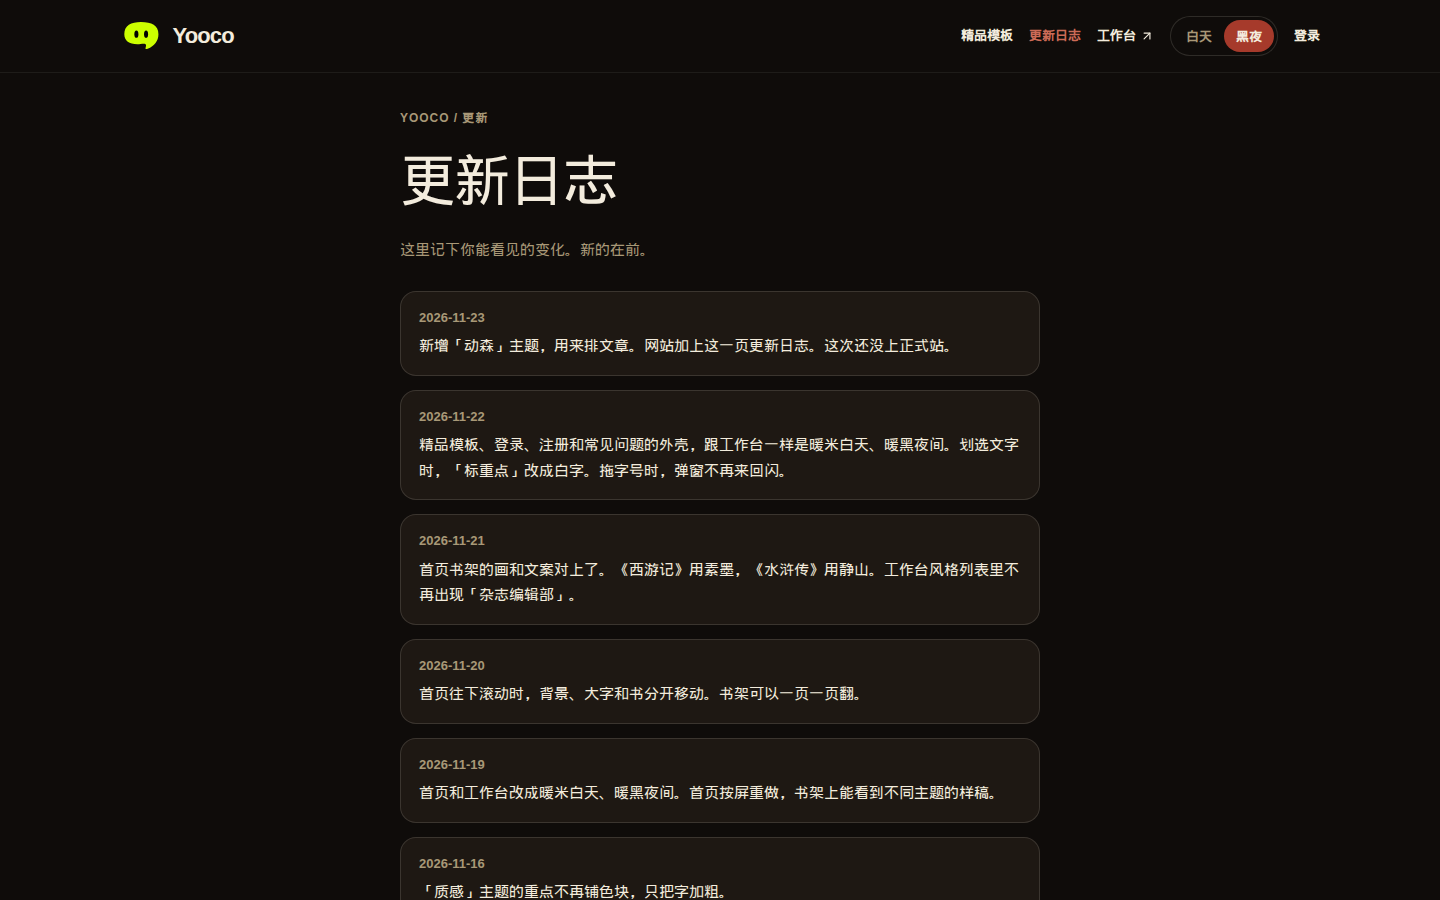 Yooco
精品模板
更新日志
工作台
白天
黑夜
登录
YOOCO / 更新
更新日志
这里记下你能看见的变化。新的在前。
2026-11-23
新增「动森」主题，用来排文章。网站加上这一页更新日志。这次还没上正式站。
2026-11-22
精品模板、登录、注册和常见问题的外壳，跟工作台一样是暖米白天、暖黑夜间。划选文字
时，「标重点」改成白字。拖字号时，弹窗不再来回闪。
2026-11-21
首页书架的画和文案对上了。《西游记》用素墨，《水浒传》用静山。工作台风格列表里不
再出现「杂志编辑部」。
2026-11-20
首页往下滚动时，背景、大字和书分开移动。书架可以一页一页翻。
2026-11-19
首页和工作台改成暖米白天、暖黑夜间。首页按屏重做，书架上能看到不同主题的样稿。
2026-11-16
「质感」主题的重点不再铺色块，只把字加粗。